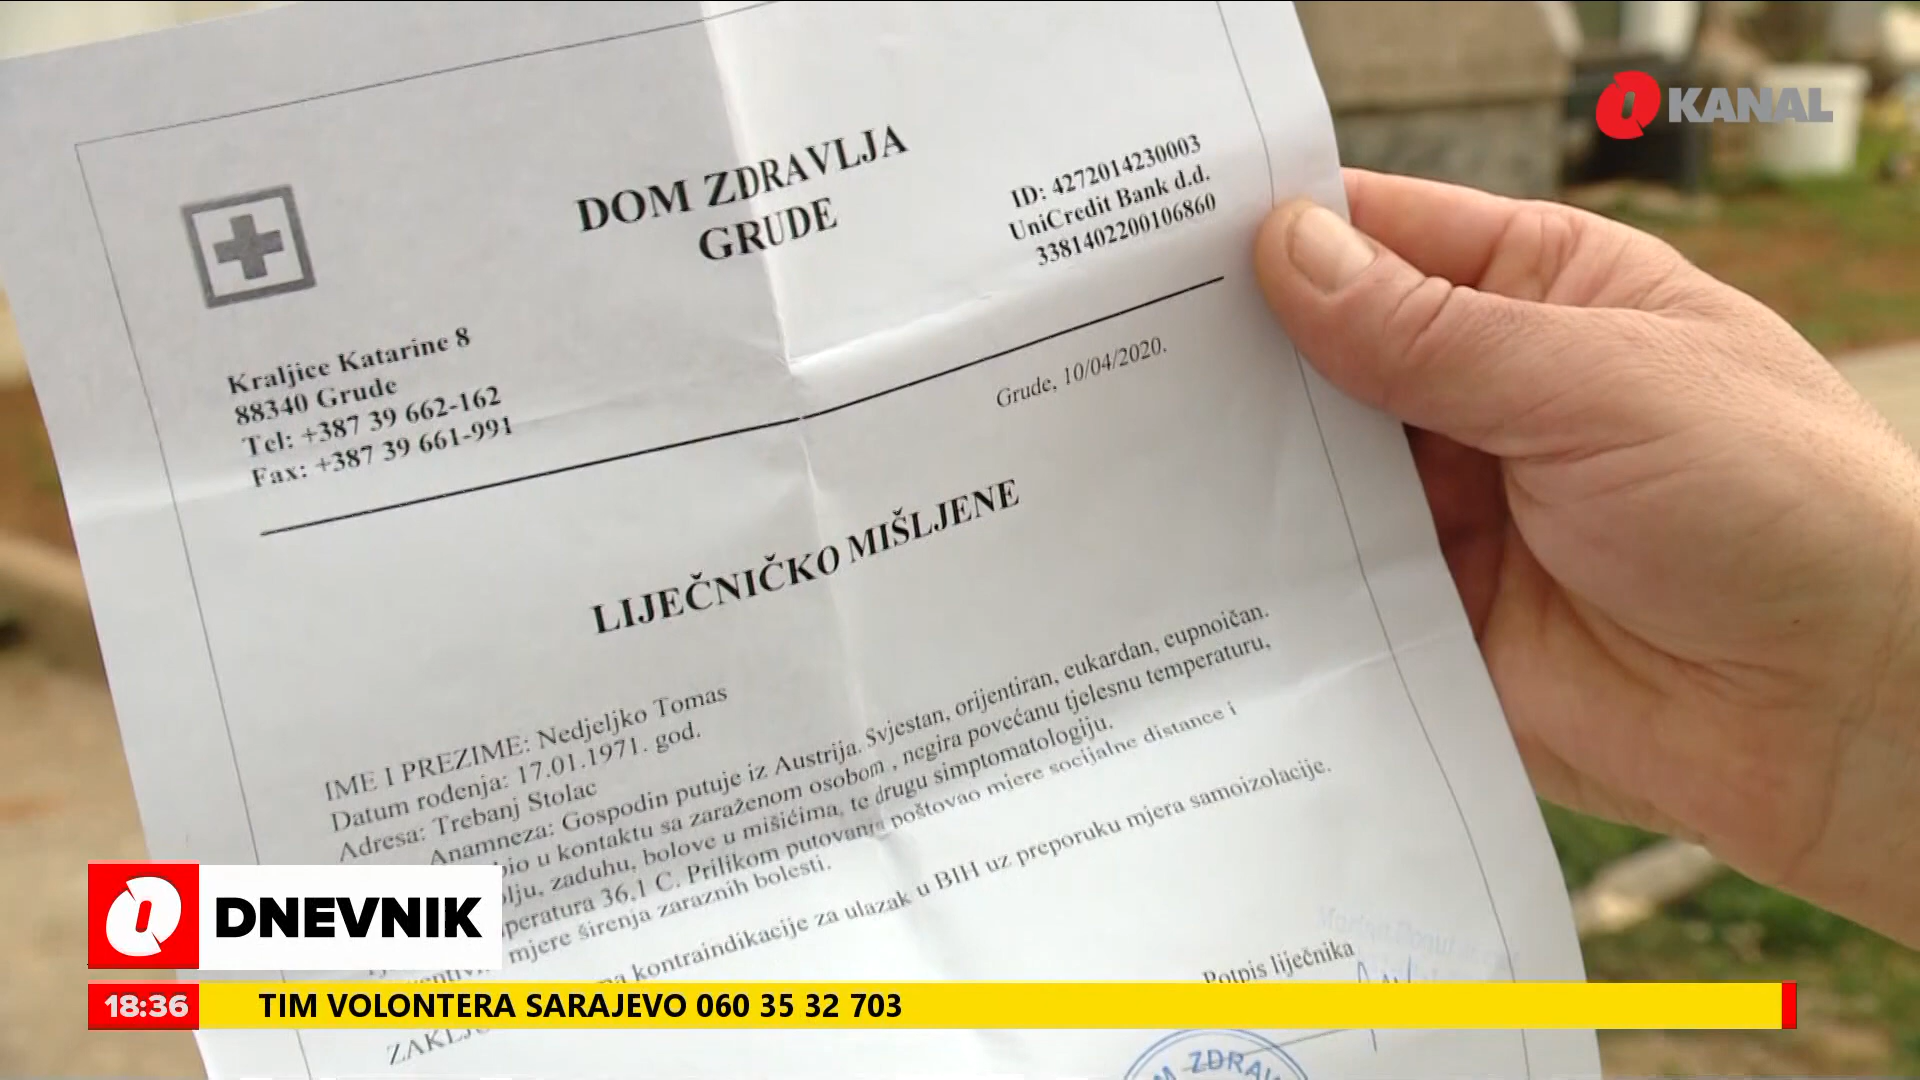 O KANAL
DOM ZDRAVLJA
GRUDE
ID: 4272014230003
UniCredit Bank d.d.
3381402200106860
Kraljice Katarine 8
88340 Grude
Tel: +387 39 662-162
Fax: +387 39 661-991
Grude, 10/04/2020.
LIJEČNIČKO MIŠLJENE
IME I PREZIME: Nedjeljko Tomas
Datum rođenja: 17.01.1971. god.
Adresa: Trebanj Stolac
Anamneza: Gospodin putuje iz Austrija. Svjestan, orijentiran, eukardan, eupnoičan.
bio u kontaktu sa zaraženom osobom , negira povećanu tjelesnu temperaturu,
zaduhu, bolove u mišićima, te drugu simptomatologiju.
36,1 C. Prilikom putovanja poštovao mjere socijalne distance i
mjere širenja zaraznih bolesti.
kontraindikacije za ulazak u BIH uz preporuku mjera samoizolacije.
Potpis liječnika
ZDRAV
DNEVNIK
18:36 TIM VOLONTERA SARAJEVO 060 35 32 703